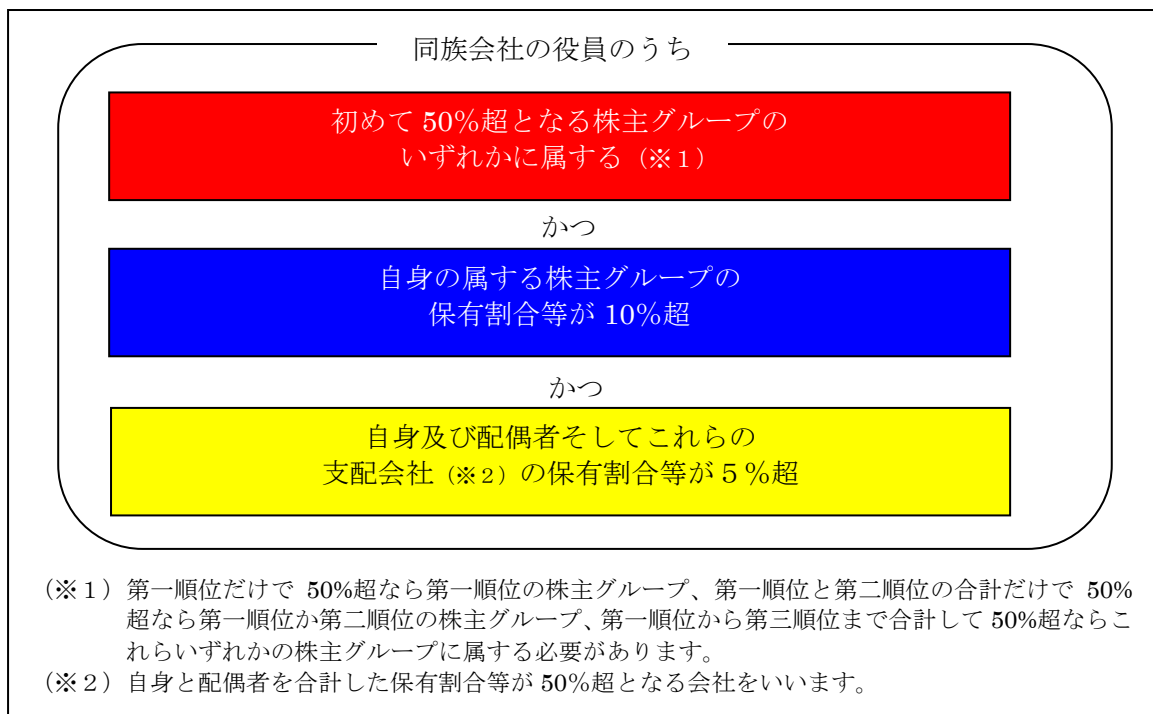 同族会社の役員のうち
初めて 50%超となる株主グループの
いずれかに属する（※１）
かつ
自身の属する株主グループの
保有割合等が 10%超
かつ
自身及び配偶者そしてこれらの
支配会社（※２）の保有割合等が５%超
（※１）第一順位だけで 50%超なら第一順位の株主グループ、第一順位と第二順位の合計だけで 50%
超なら第一順位か第二順位の株主グループ、第一順位から第三順位まで合計して 50%超ならこ
れらいずれかの株主グループに属する必要があります。
（※２）自身と配偶者を合計した保有割合等が 50%超となる会社をいいます。